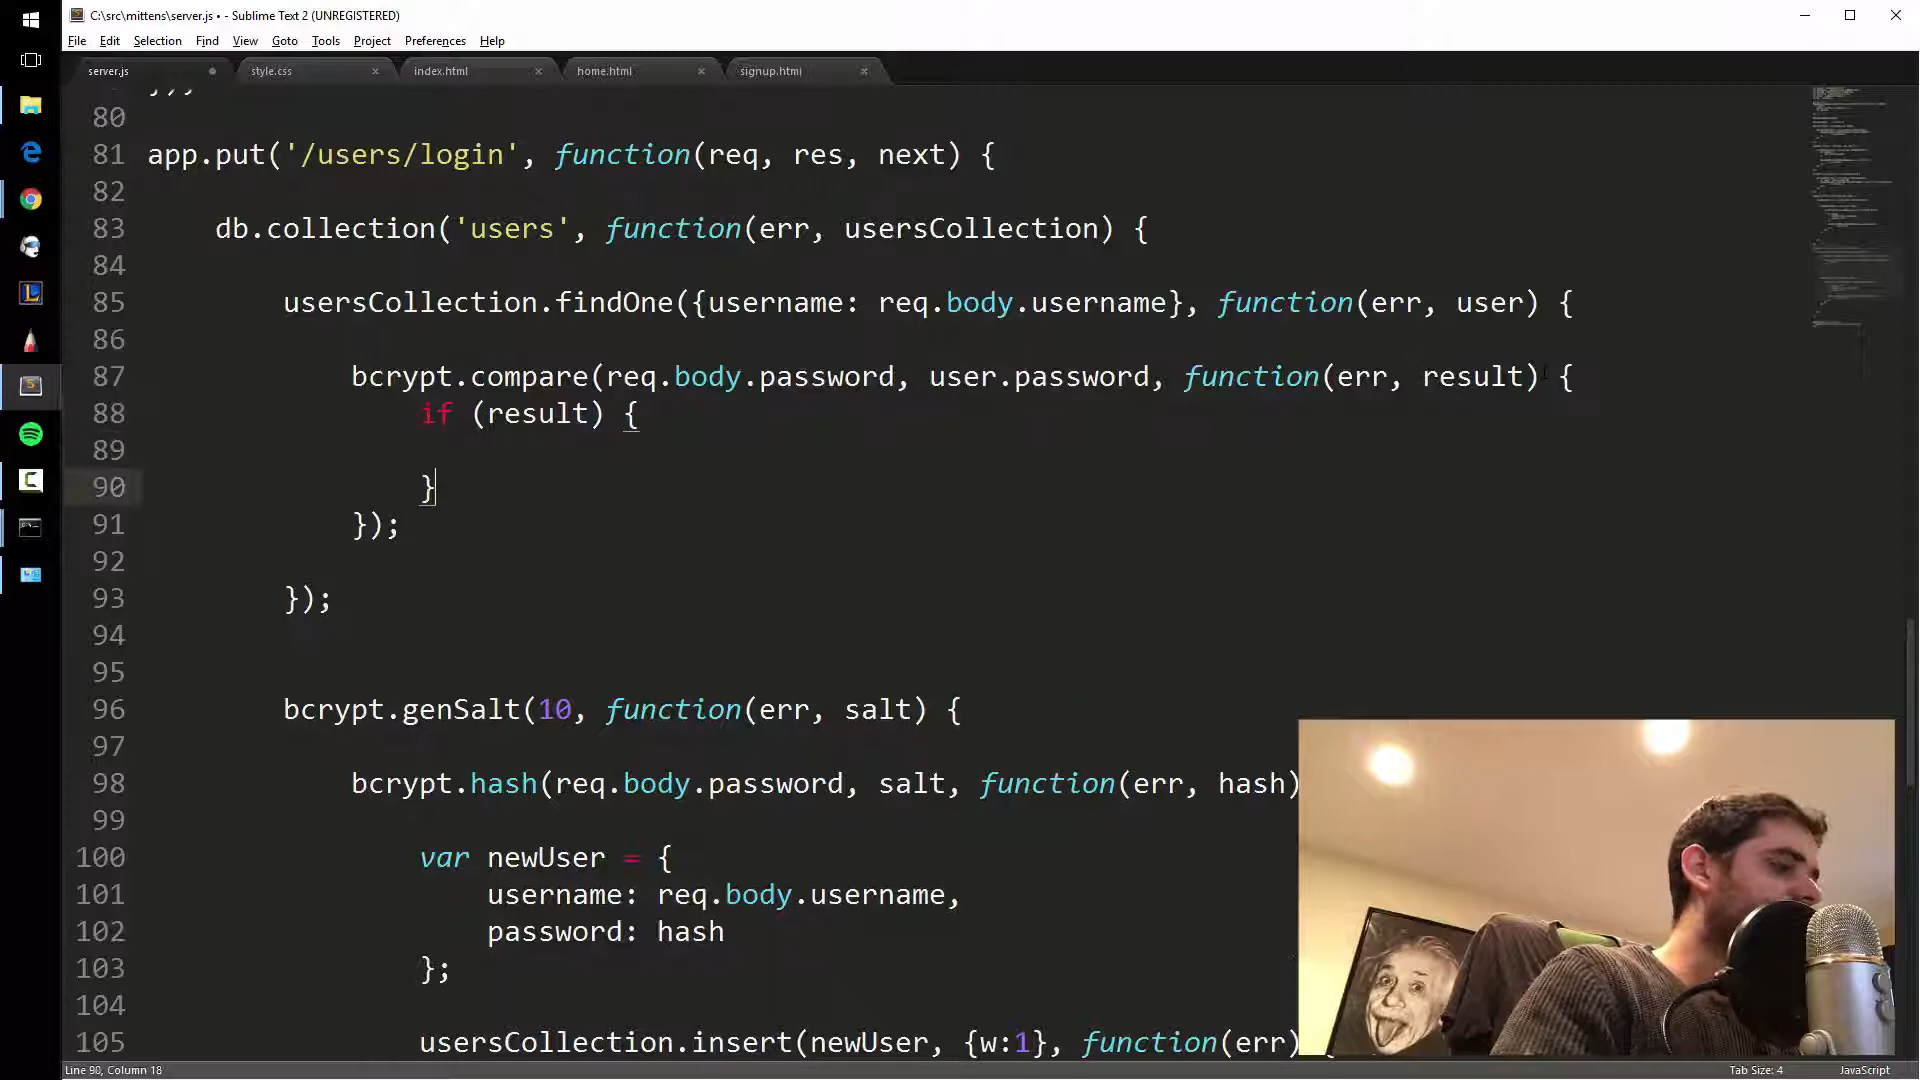 C:\src\mittens\server.js • - Sublime Text 2 (UNREGISTERED)
File Edit Selection Find View Goto Tools Project Preferences Help
server.js style.css index.html home.html signup.html
80
81 app.put('/users/login', function(req, res, next) {
82
83 db.collection('users', function(err, usersCollection) {
84
85 usersCollection.findOne({username: req.body.username}, function(err, user) {
86
87 bcrypt.compare(req.body.password, user.password, function(err, result) {
88 if (result) {
89
90 }
91 });
92
93 });
94
95
96 bcrypt.genSalt(10, function(err, salt) {
97
98 bcrypt.hash(req.body.password, salt, function(err, hash)
99
100 var newUser = {
101 username: req.body.username,
102 password: hash
103 };
104
105 usersCollection.insert(newUser, {w:1}, function(err) {
Line 90, Column 18 Tab Size: 4 JavaScript